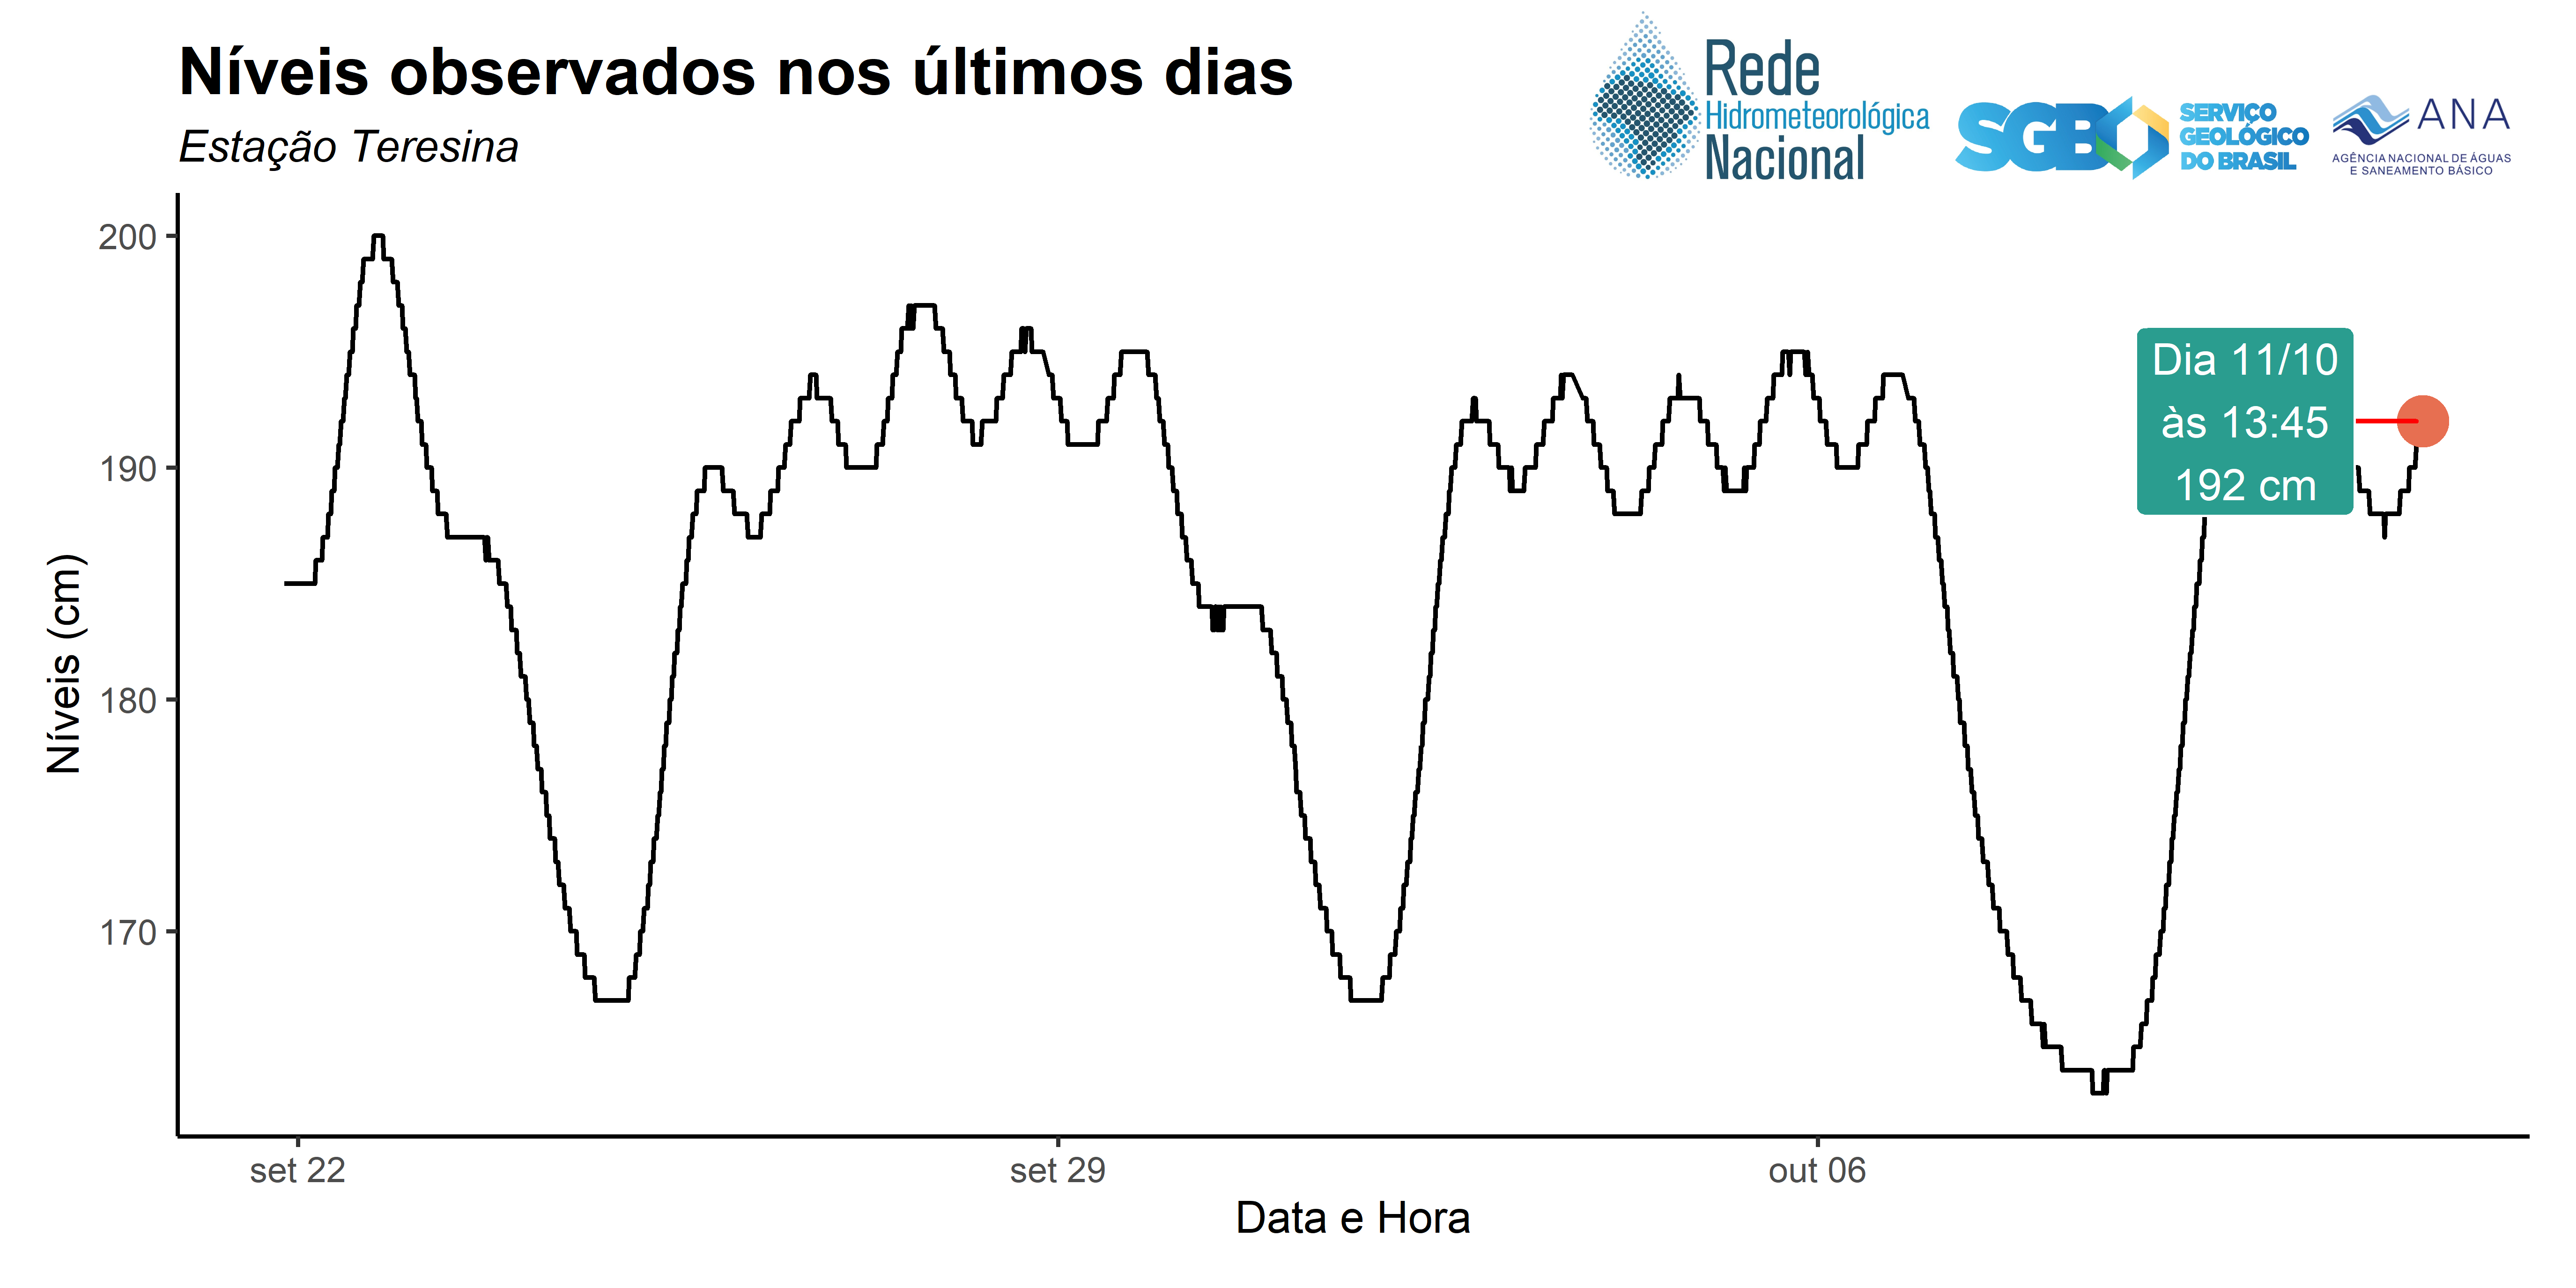 Níveis observados nos últimos dias
Estação Teresina
Rede
Hidrometeorológica
Nacional
SGB
SERVIÇO
GEOLÓGICO
DO BRASIL
ANA
AGÊNCIA NACIONAL DE ÁGUAS
E SANEAMENTO BÁSICO
200
190
180
170
Níveis (cm)
Dia 11/10
às 13:45
192 cm
set 22
set 29
out 06
Data e Hora